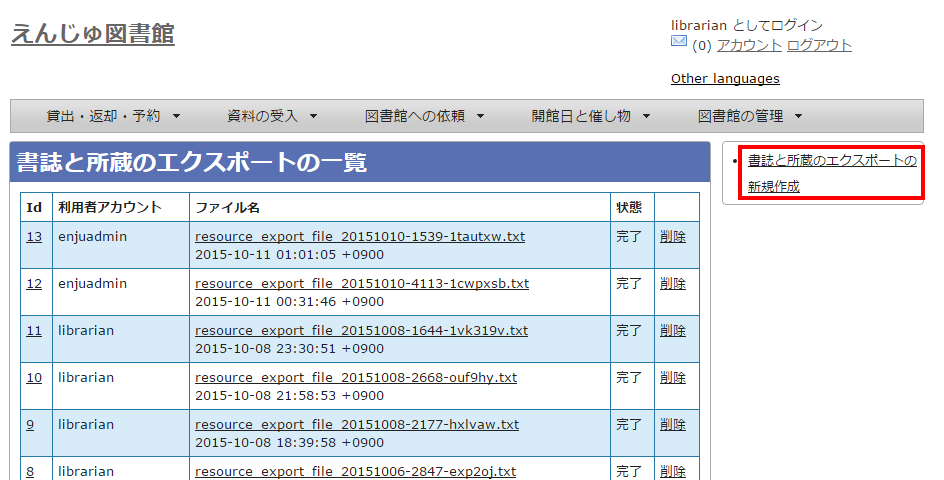 えんじゅ図書館
librarian としてログイン
(0) アカウント ログアウト
Other languages
貸出・返却・予約 資料の受入 図書館への依頼 開館日と催し物 図書館の管理
書誌と所蔵のエクスポートの一覧
Id 利用者アカウント ファイル名 状態
13 enjuadmin resource_export_file_20151010-1539-1tautxw.txt 完了 削除
2015-10-11 01:01:05 +0900
12 enjuadmin resource_export_file_20151010-4113-1cwpxsb.txt 完了 削除
2015-10-11 00:31:46 +0900
11 librarian resource_export_file_20151008-1644-1vk319v.txt 完了 削除
2015-10-08 23:30:51 +0900
10 librarian resource_export_file_20151008-2668-ouf9hy.txt 完了 削除
2015-10-08 21:58:53 +0900
9 librarian resource_export_file_20151008-2177-hxlvaw.txt 完了 削除
2015-10-08 18:39:58 +0900
8 librarian resource_export_file_20151006-2847-exp2oj.txt 完了 削除
書誌と所蔵のエクスポートの
新規作成